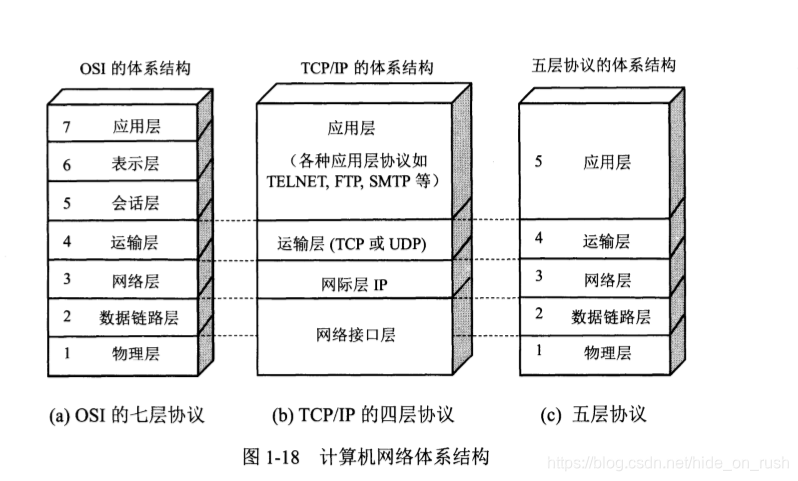 OSI 的体系结构
7 应用层
6 表示层
5 会话层
4 运输层
3 网络层
2 数据链路层
1 物理层
(a) OSI 的七层协议
TCP/IP 的体系结构
应用层
（各种应用层协议如
TELNET, FTP, SMTP 等）
运输层 (TCP 或 UDP)
网际层 IP
网络接口层
(b) TCP/IP 的四层协议
五层协议的体系结构
5 应用层
4 运输层
3 网络层
2 数据链路层
1 物理层
(c) 五层协议
图 1-18 计算机网络体系结构
https://blog.csdn.net/hide_on_rush